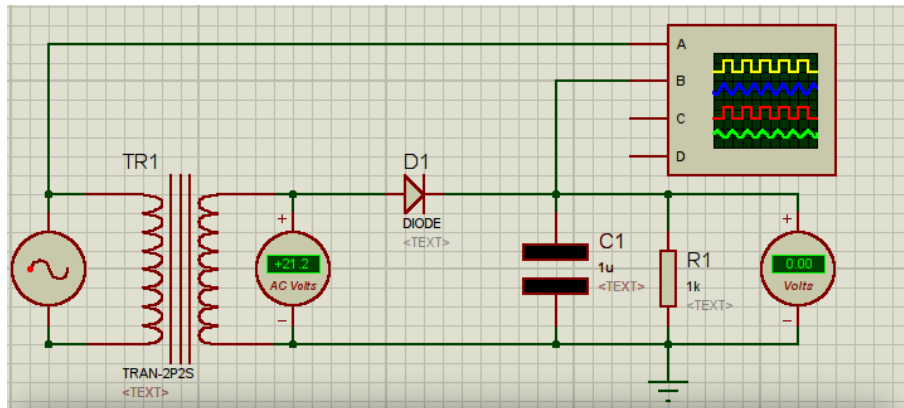 A
B
C
D
TR1
TRAN-2P2S
<TEXT>
+
+21.2
AC Volts
−
D1
DIODE
<TEXT>
C1
1u
<TEXT>
R1
1k
<TEXT>
+
0.00
Volts
−